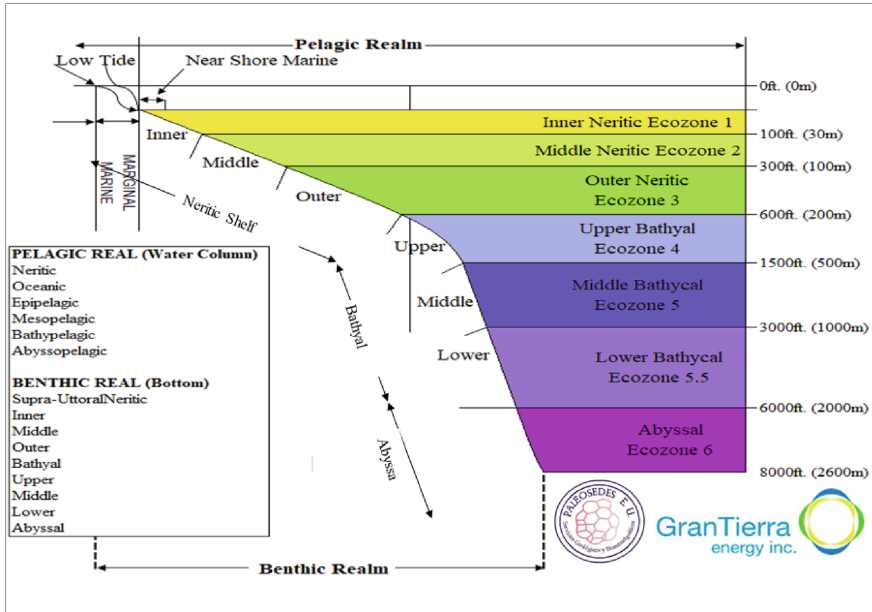 Pelagic Realm
Low Tide
Near Shore Marine
0ft. (0m)
Inner Neritic Ecozone 1
100ft. (30m)
Middle Neritic Ecozone 2
300ft. (100m)
Outer Neritic
Ecozone 3
600ft. (200m)
Upper Bathyal
Ecozone 4
1500ft. (500m)
Middle Bathycal
Ecozone 5
3000ft. (1000m)
Lower Bathycal
Ecozone 5.5
6000ft. (2000m)
Abyssal
Ecozone 6
8000ft. (2600m)
Inner
Middle
Outer
Upper
Middle
Lower
MARGINAL
MARINE
Neritic Shelf
Bathyal
Abyssa
PELAGIC REAL (Water Column)
Neritic
Oceanic
Epipelagic
Mesopelagic
Bathypelagic
Abyssopelagic
BENTHIC REAL (Bottom)
Supra-UttoralNeritic
Inner
Middle
Outer
Bathyal
Upper
Middle
Lower
Abyssal
Benthic Realm
PALEOSEDES E.U.
GranTierra
energy inc.